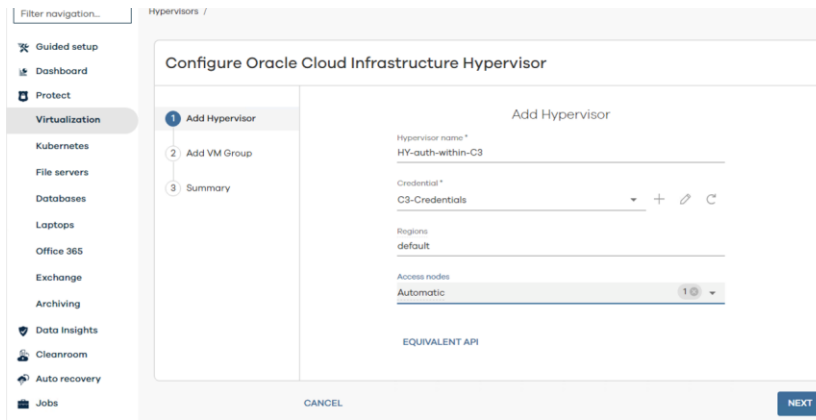 Filter navigation...
Hypervisors /
Guided setup
Dashboard
Protect
Virtualization
Kubernetes
File servers
Databases
Laptops
Office 365
Exchange
Archiving
Data Insights
Cleanroom
Auto recovery
Jobs
Configure Oracle Cloud Infrastructure Hypervisor
1 Add Hypervisor
2 Add VM Group
3 Summary
Add Hypervisor
Hypervisor name *
HY-auth-within-C3
Credential *
C3-Credentials
Regions
default
Access nodes
Automatic 1
EQUIVALENT API
CANCEL
NEXT